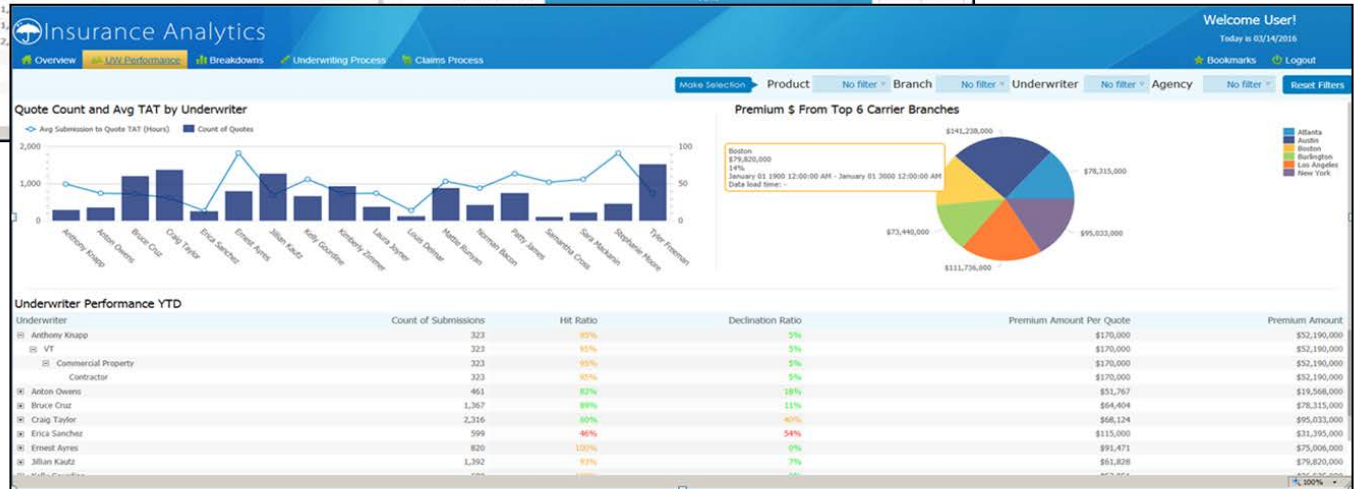 Insurance Analytics
Welcome User!
Today is 03/14/2016
Overview UW Performance Breakdowns Underwriting Process Claims Process
Bookmarks Logout
Make Selection Product No filter Branch No filter Underwriter No filter Agency No filter Reset Filters
Quote Count and Avg TAT by Underwriter
Avg Submission to Quote TAT (Hours) Count of Quotes
2,000 100
1,000 50
0 0
Anthony Knapp
Anton Owens
Bruce Cruz
Craig Taylor
Erica Sanchez
Ernest Ayres
Jillian Kautz
Kelly Gourdine
Kimberly Zimmer
Laura Joyner
Louis Delmar
Mattie Runyan
Norman Bacon
Patty James
Samantha Cross
Sara Mackanin
Stephanie Moore
Tyler Freeman
Premium $ From Top 6 Carrier Branches
$141,238,000
$78,315,000
$95,033,000
$111,736,000
$73,440,000
Boston
$79,820,000
14%
January 01 1900 12:00:00 AM - January 01 3000 12:00:00 AM
Data load time: -
Atlanta
Austin
Boston
Burlington
Los Angeles
New York
Underwriter Performance YTD
Underwriter Count of Submissions Hit Ratio Declination Ratio Premium Amount Per Quote Premium Amount
Anthony Knapp 323 95% 5% $170,000 $52,190,000
VT 323 95% 5% $170,000 $52,190,000
Commercial Property 323 95% 5% $170,000 $52,190,000
Contractor 323 95% 5% $170,000 $52,190,000
Anton Owens 461 82% 18% $51,767 $19,568,000
Bruce Cruz 1,367 89% 11% $64,404 $78,315,000
Craig Taylor 2,316 60% 40% $68,124 $95,033,000
Erica Sanchez 599 46% 54% $115,000 $31,395,000
Ernest Ayres 820 100% 0% $91,471 $75,006,000
Jillian Kautz 1,392 93% 7% $61,828 $79,820,000
100%